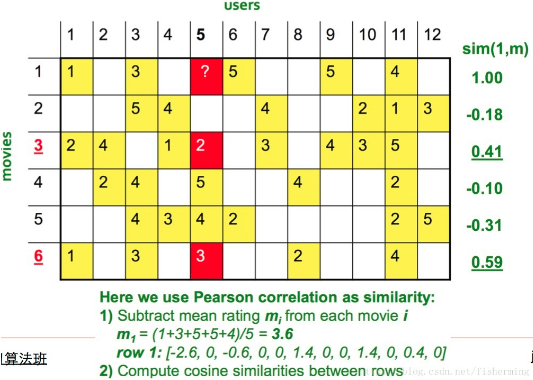 users
1 2 3 4 5 6 7 8 9 10 11 12
sim(1,m)
movies
1 1 3 ? 5 5 4 1.00
2 5 4 4 2 1 3 -0.18
3 2 4 1 2 3 4 3 5 0.41
4 2 4 5 4 2 -0.10
5 4 3 4 2 2 5 -0.31
6 1 3 3 2 4 0.59
Here we use Pearson correlation as similarity:
1) Subtract mean rating mi from each movie i
m1 = (1+3+5+5+4)/5 = 3.6
row 1: [-2.6, 0, -0.6, 0, 0, 1.4, 0, 0, 1.4, 0, 0.4, 0]
2) Compute cosine similarities between rows
算法班
blog.csdn.net/fisherming